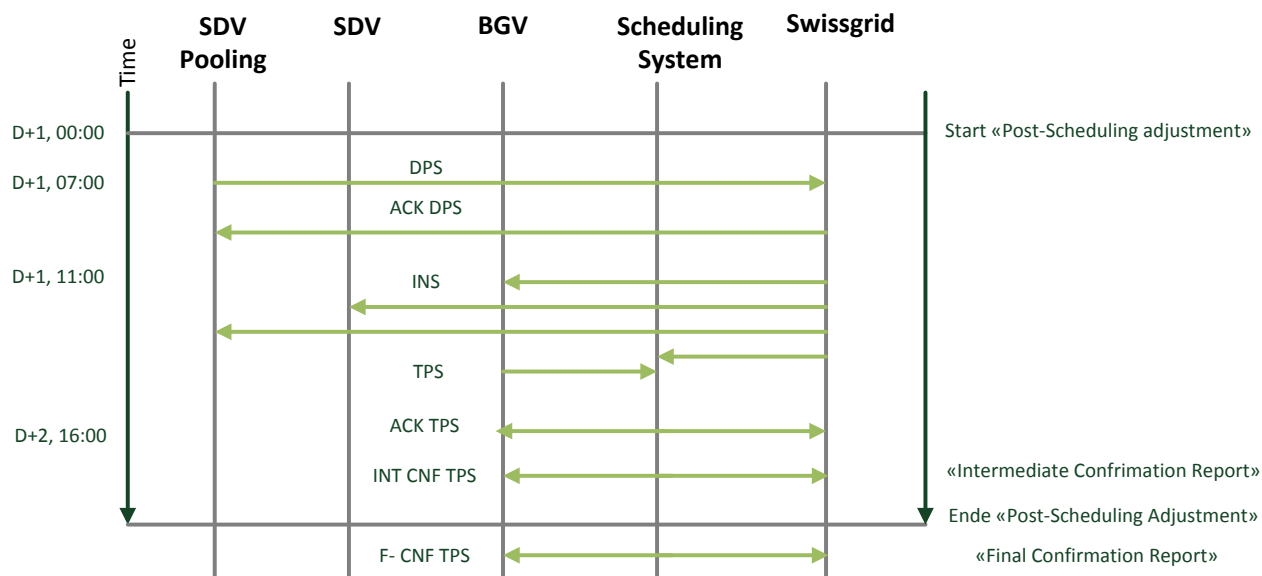 SDV
Pooling
SDV
BGV
Scheduling
System
Swissgrid
Time
D+1, 00:00
Start «Post-Scheduling adjustment»
D+1, 07:00
DPS
ACK DPS
D+1, 11:00
INS
TPS
D+2, 16:00
ACK TPS
INT CNF TPS
«Intermediate Confrimation Report»
Ende «Post-Scheduling Adjustment»
F- CNF TPS
«Final Confirmation Report»